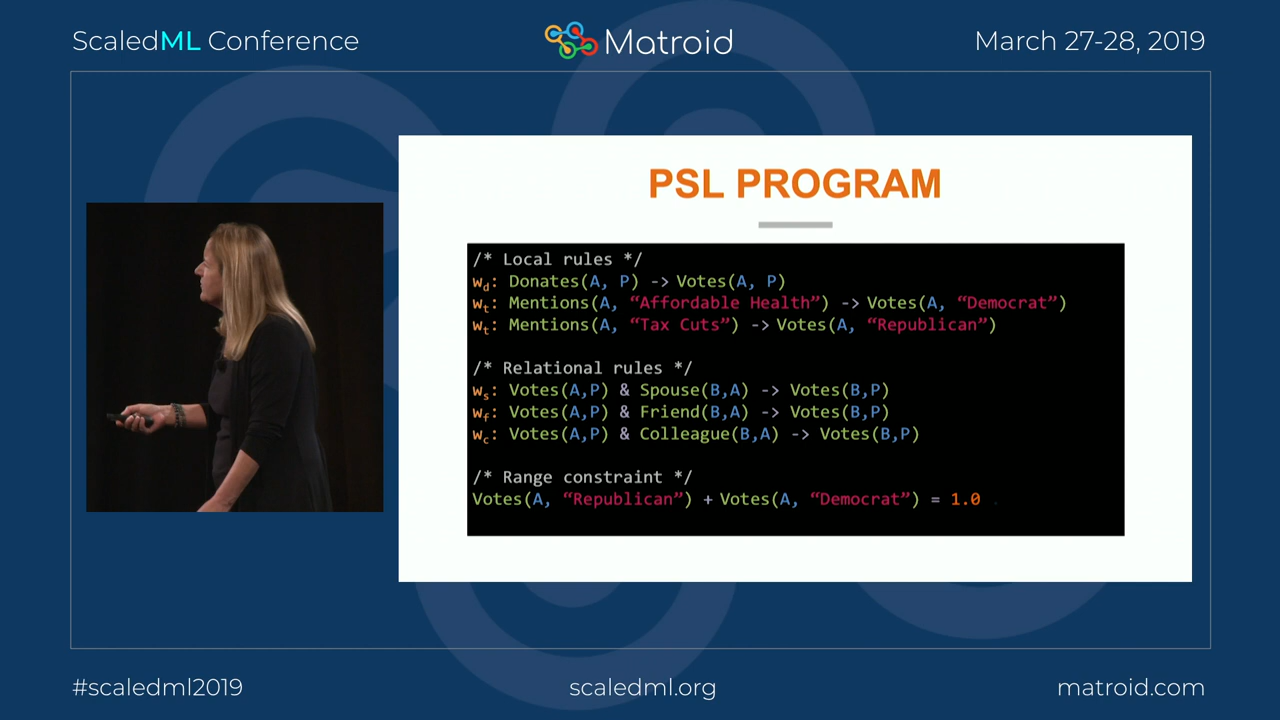 ScaledML Conference
Matroid
March 27-28, 2019
PSL PROGRAM
/* Local rules */
wd: Donates(A, P) -> Votes(A, P)
wt: Mentions(A, “Affordable Health”) -> Votes(A, “Democrat”)
wt: Mentions(A, “Tax Cuts”) -> Votes(A, “Republican”)
/* Relational rules */
ws: Votes(A,P) & Spouse(B,A) -> Votes(B,P)
wf: Votes(A,P) & Friend(B,A) -> Votes(B,P)
wc: Votes(A,P) & Colleague(B,A) -> Votes(B,P)
/* Range constraint */
Votes(A, “Republican”) + Votes(A, “Democrat”) = 1.0
#scaledml2019
scaledml.org
matroid.com